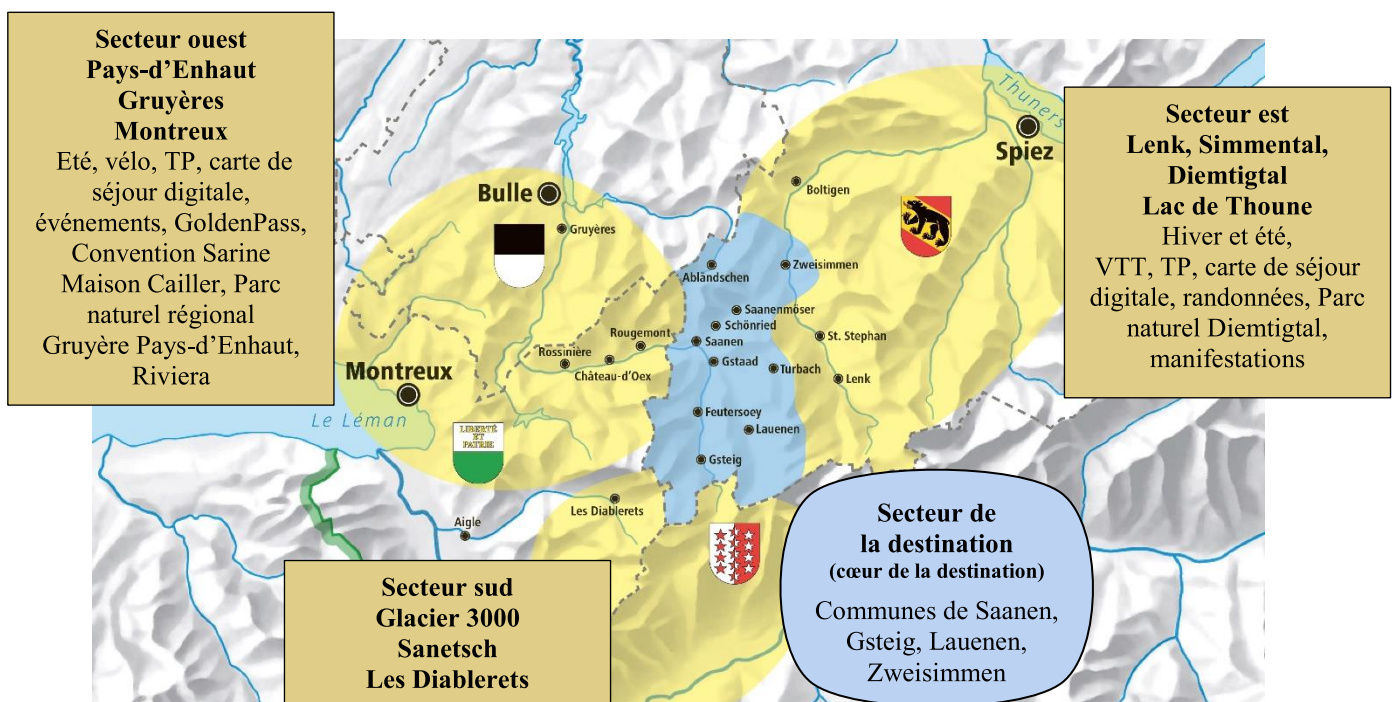 Secteur ouest
Pays-d’Enhaut
Gruyères
Montreux
Eté, vélo, TP, carte de
séjour digitale,
événements, GoldenPass,
Convention Sarine
Maison Cailler, Parc
naturel régional
Gruyère Pays-d’Enhaut,
Riviera
Thuners
Spiez
Secteur est
Lenk, Simmental,
Diemtigtal
Lac de Thoune
Hiver et été,
VTT, TP, carte de séjour
digitale, randonnées, Parc
naturel Diemtigtal,
manifestations
Bulle
Boltigen
Gruyères
Abländschen
Zweisimmen
Saanenmöser
Schönried
Rougemont
Saanen
St. Stephan
Rossinière
Château-d’Oex
Gstaad
Turbach
Montreux
Lenk
Le Léman
Feutersoey
Lauenen
LIBERTÉ
ET
PATRIE
Gsteig
Les Diablerets
Aigle
Secteur sud
Glacier 3000
Sanetsch
Les Diablerets
Secteur de
la destination
(cœur de la destination)
Communes de Saanen,
Gsteig, Lauenen,
Zweisimmen